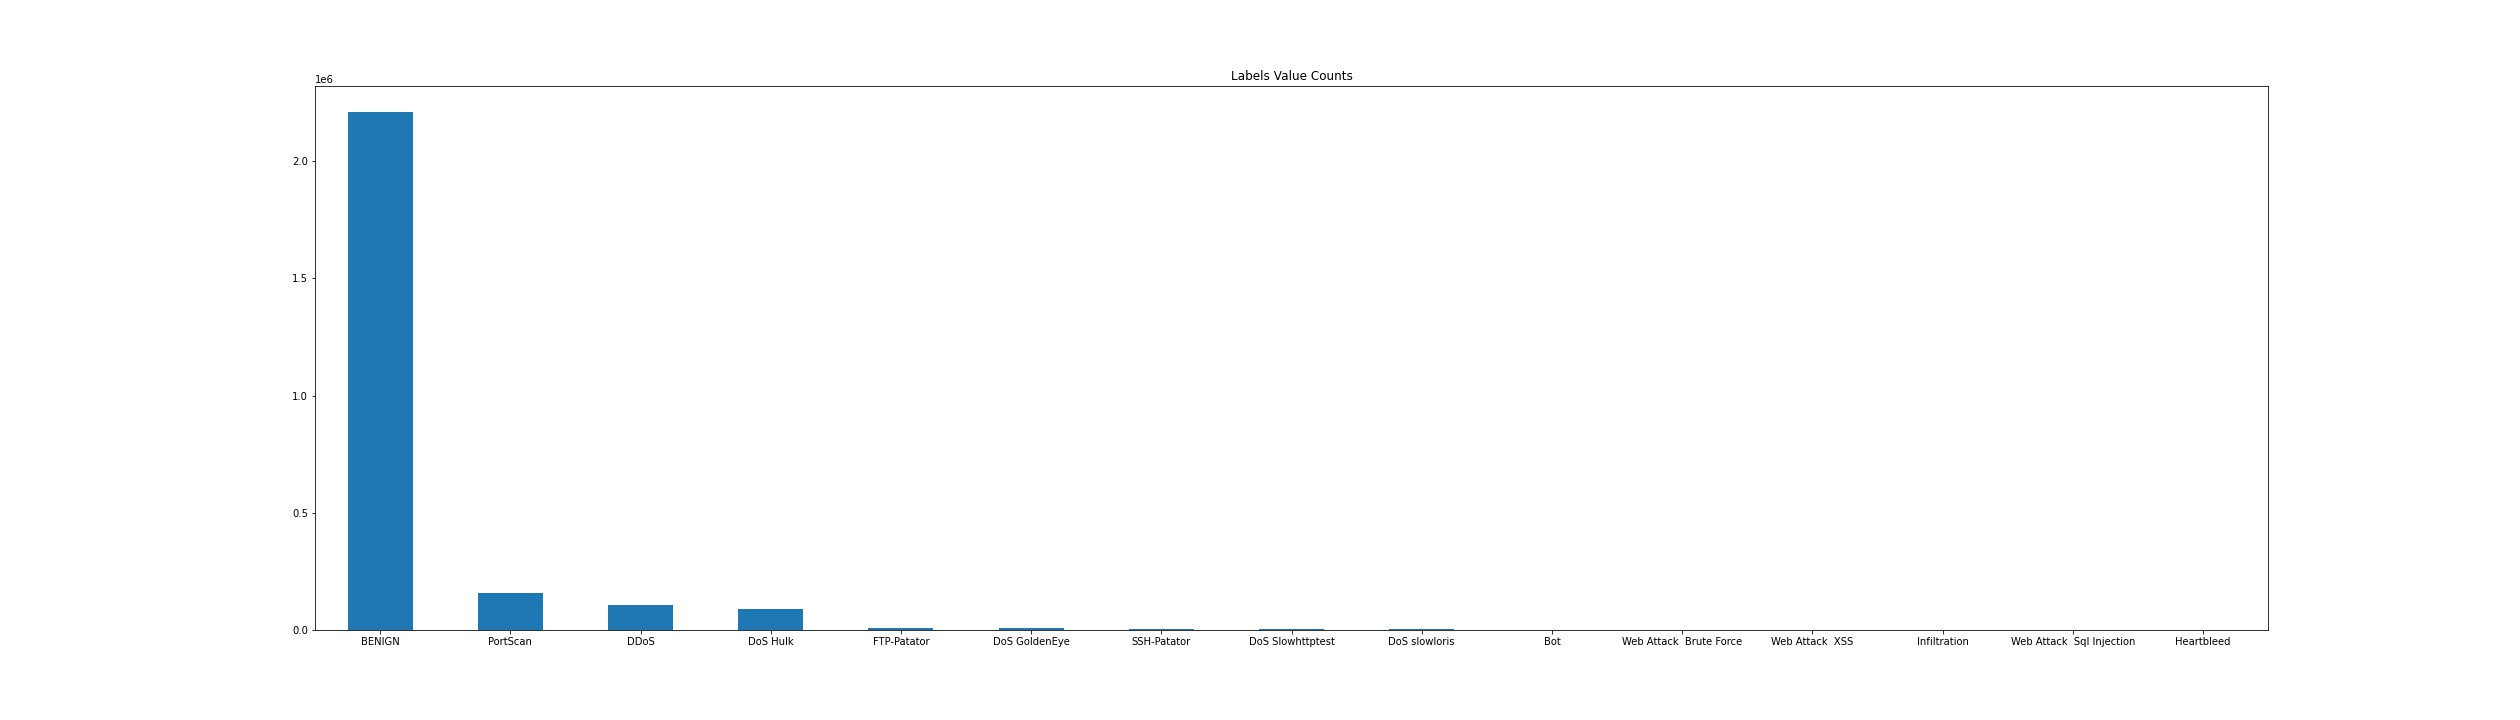 Labels Value Counts
1e6
2.0
1.5
1.0
0.5
0.0
BENIGN PortScan DDoS DoS Hulk FTP-Patator DoS GoldenEye SSH-Patator DoS Slowhttptest DoS slowloris Bot Web Attack  Brute Force Web Attack  XSS Infiltration Web Attack  Sql Injection Heartbleed